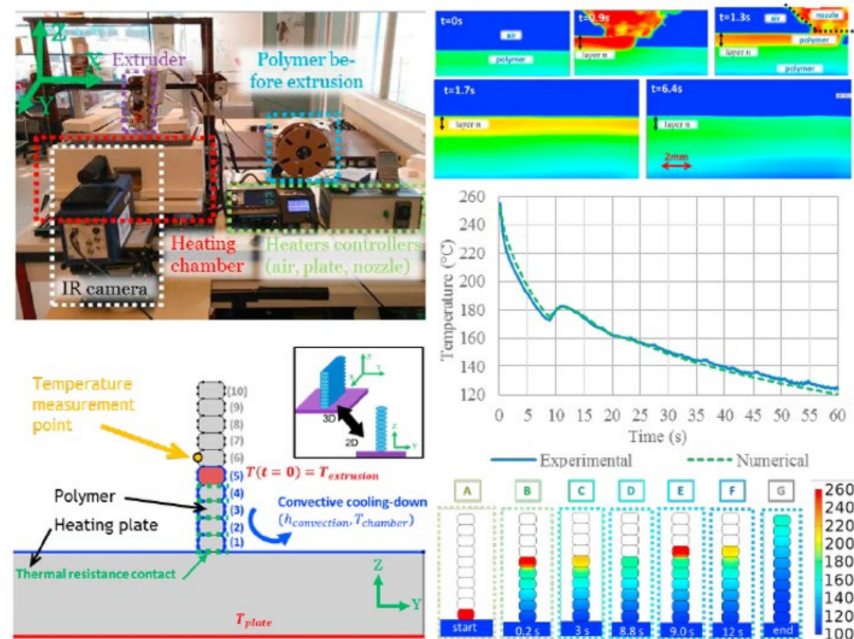 Z
X
Y
Extruder
Polymer be-
fore extrusion
Heating
chamber
Heaters controllers
(air, plate, nozzle)
IR camera
t=0s
air
polymer
t=0.9s
layer n
t=1.3s
air
nozzle
polymer
layer n
polymer
t=1.7s
layer n
t=6.4s
layer n
2mm
Temperature (°C)
260
240
220
200
180
160
140
120
0 5 10 15 20 25 30 35 40 45 50 55 60
Time (s)
Experimental Numerical
Temperature
measurement
point
(10)
(9)
(8)
(7)
(6)
(5) T(t = 0) = Textrusion
(4)
(3)
(2)
(1)
3D
2D
Polymer
Heating plate
Convective cooling-down
(hconvection, Tchamber)
Thermal resistance contact
Z
Y
Tplate
A B C D E F G
start 0.2 s 3 s 8.8 s 9.0 s 12 s end
260
240
220
200
180
160
140
120
100